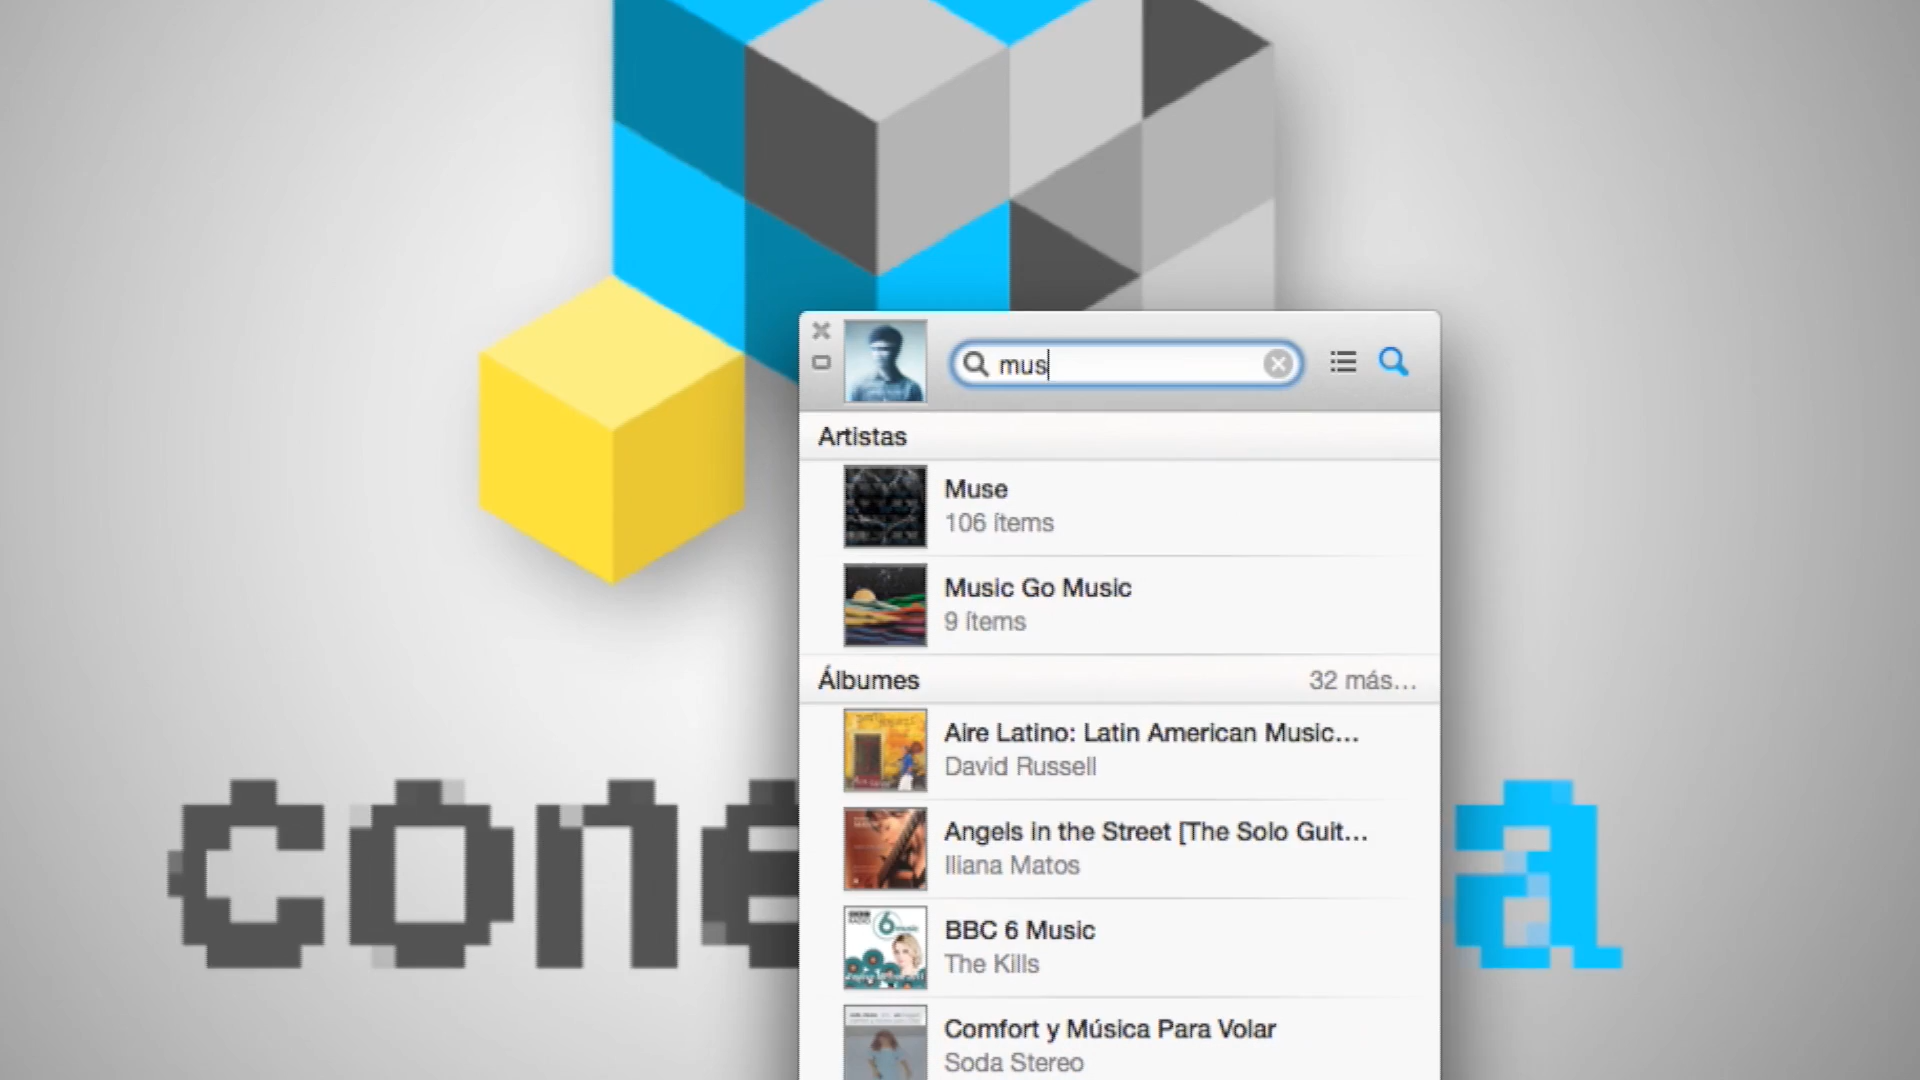 mus
Artistas
Muse
106 ítems
Music Go Music
9 ítems
Álbumes
32 más...
Aire Latino: Latin American Music...
David Russell
Angels in the Street [The Solo Guit...
Iliana Matos
BBC 6 Music
The Kills
Comfort y Música Para Volar
Soda Stereo
cone
a